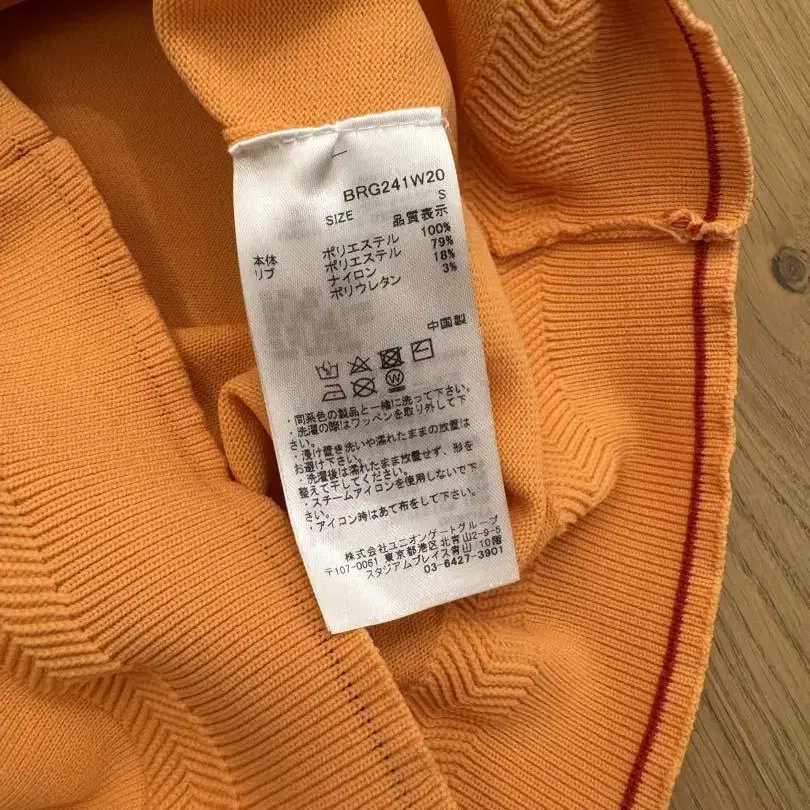 BRG241W20
SIZE S
品質表示
本体 ポリエステル 100%
リブ ポリエステル 79%
ナイロン 18%
ポリウレタン 3%
中国製
・同系色の製品と一緒に洗って下さい。
・洗濯の際はワッペンを取り外して下
さい。
・浸け置き洗いや濡れたままの放置は
お避け下さい。
・洗濯後は濡れたまま放置せず、形を
整えて干してください。
・スチームアイロンを使用しないで下
さい。
・アイロン時はあて布をして下さい。
株式会社ユニオンゲートグループ
〒107-0061 東京都港区北青山2-9-5
スタジアムプレイス青山 10階
03-6427-3901